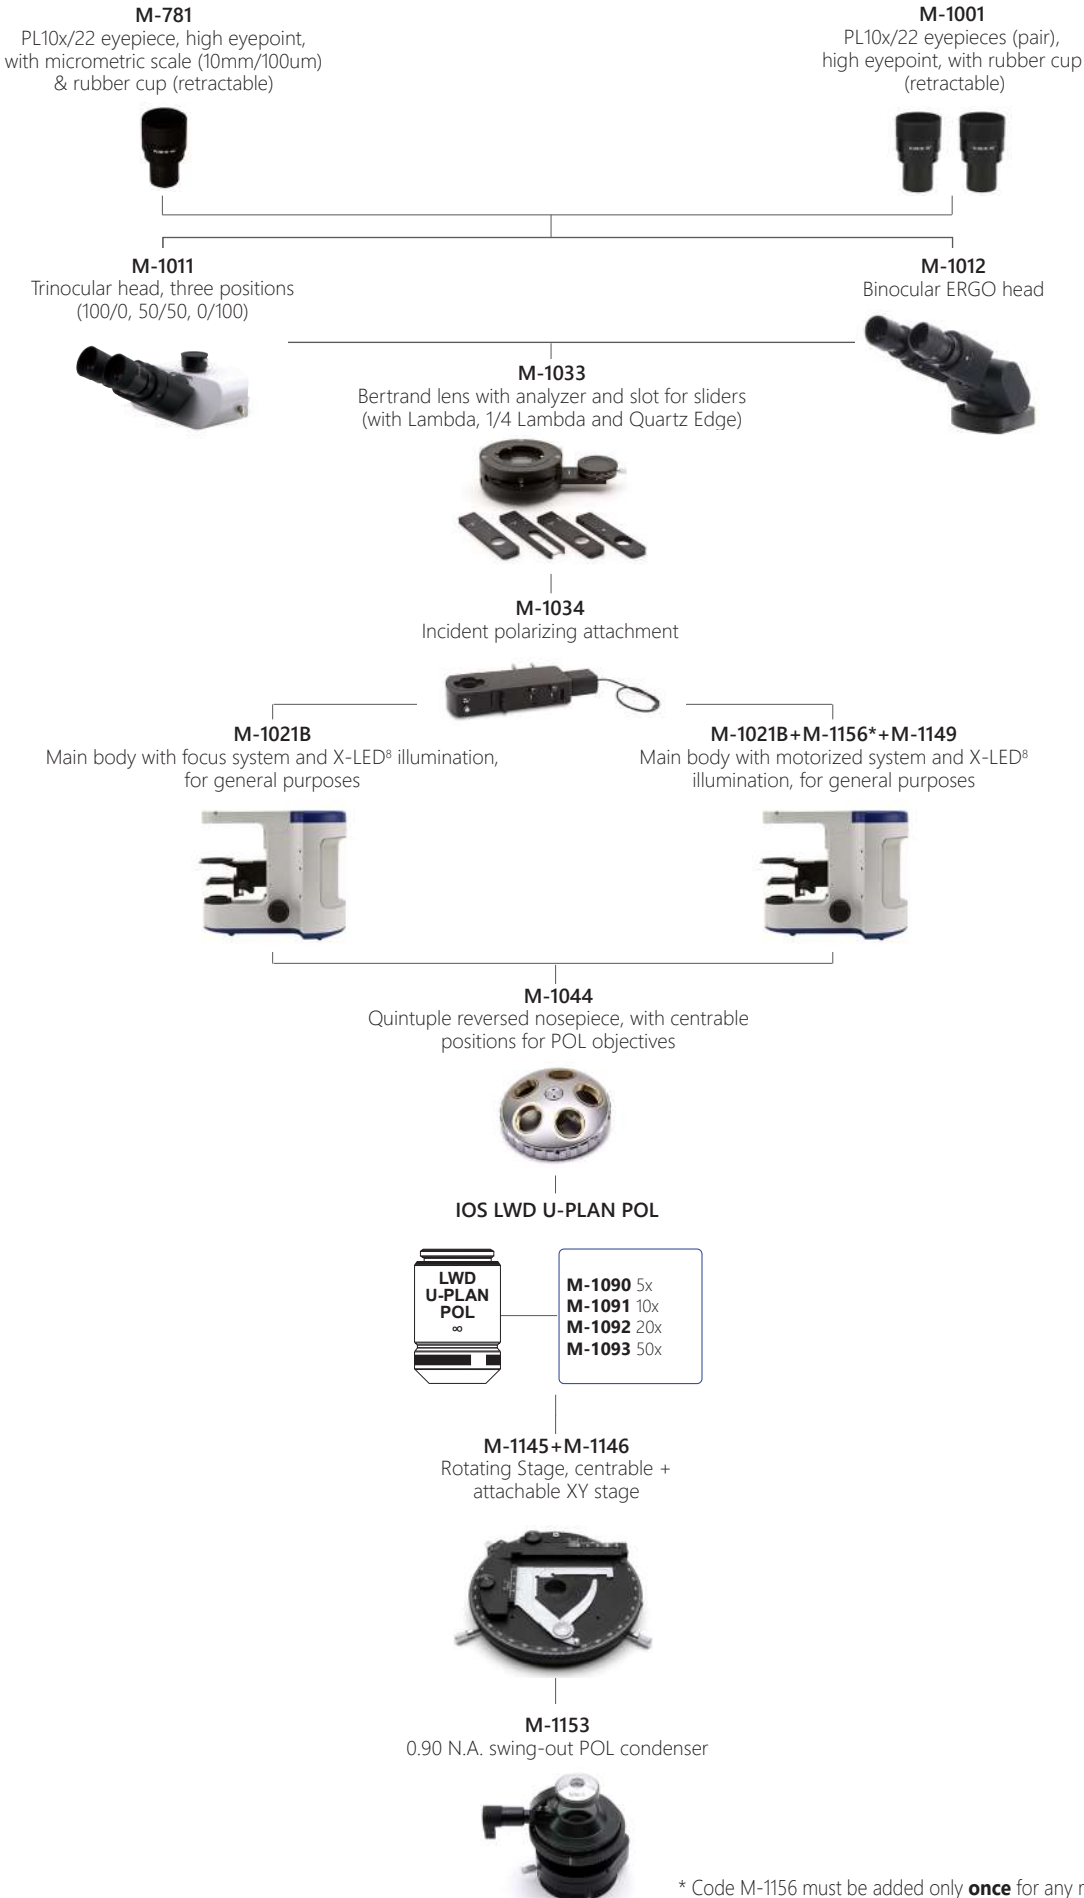 M-781
PL10x/22 eyepiece, high eyepoint,
with micrometric scale (10mm/100um)
& rubber cup (retractable)
M-1001
PL10x/22 eyepieces (pair),
high eyepoint, with rubber cup
(retractable)
M-1011
Trinocular head, three positions
(100/0, 50/50, 0/100)
M-1012
Binocular ERGO head
M-1033
Bertrand lens with analyzer and slot for sliders
(with Lambda, 1/4 Lambda and Quartz Edge)
M-1034
Incident polarizing attachment
M-1021B
Main body with focus system and X-LED⁸ illumination,
for general purposes
M-1021B+M-1156*+M-1149
Main body with motorized system and X-LED⁸
illumination, for general purposes
M-1044
Quintuple reversed nosepiece, with centrable
positions for POL objectives
IOS LWD U-PLAN POL
LWD
U-PLAN
POL
∞
M-1090 5x
M-1091 10x
M-1092 20x
M-1093 50x
M-1145+M-1146
Rotating Stage, centrable +
attachable XY stage
M-1153
0.90 N.A. swing-out POL condenser
* Code M-1156 must be added only once for any r